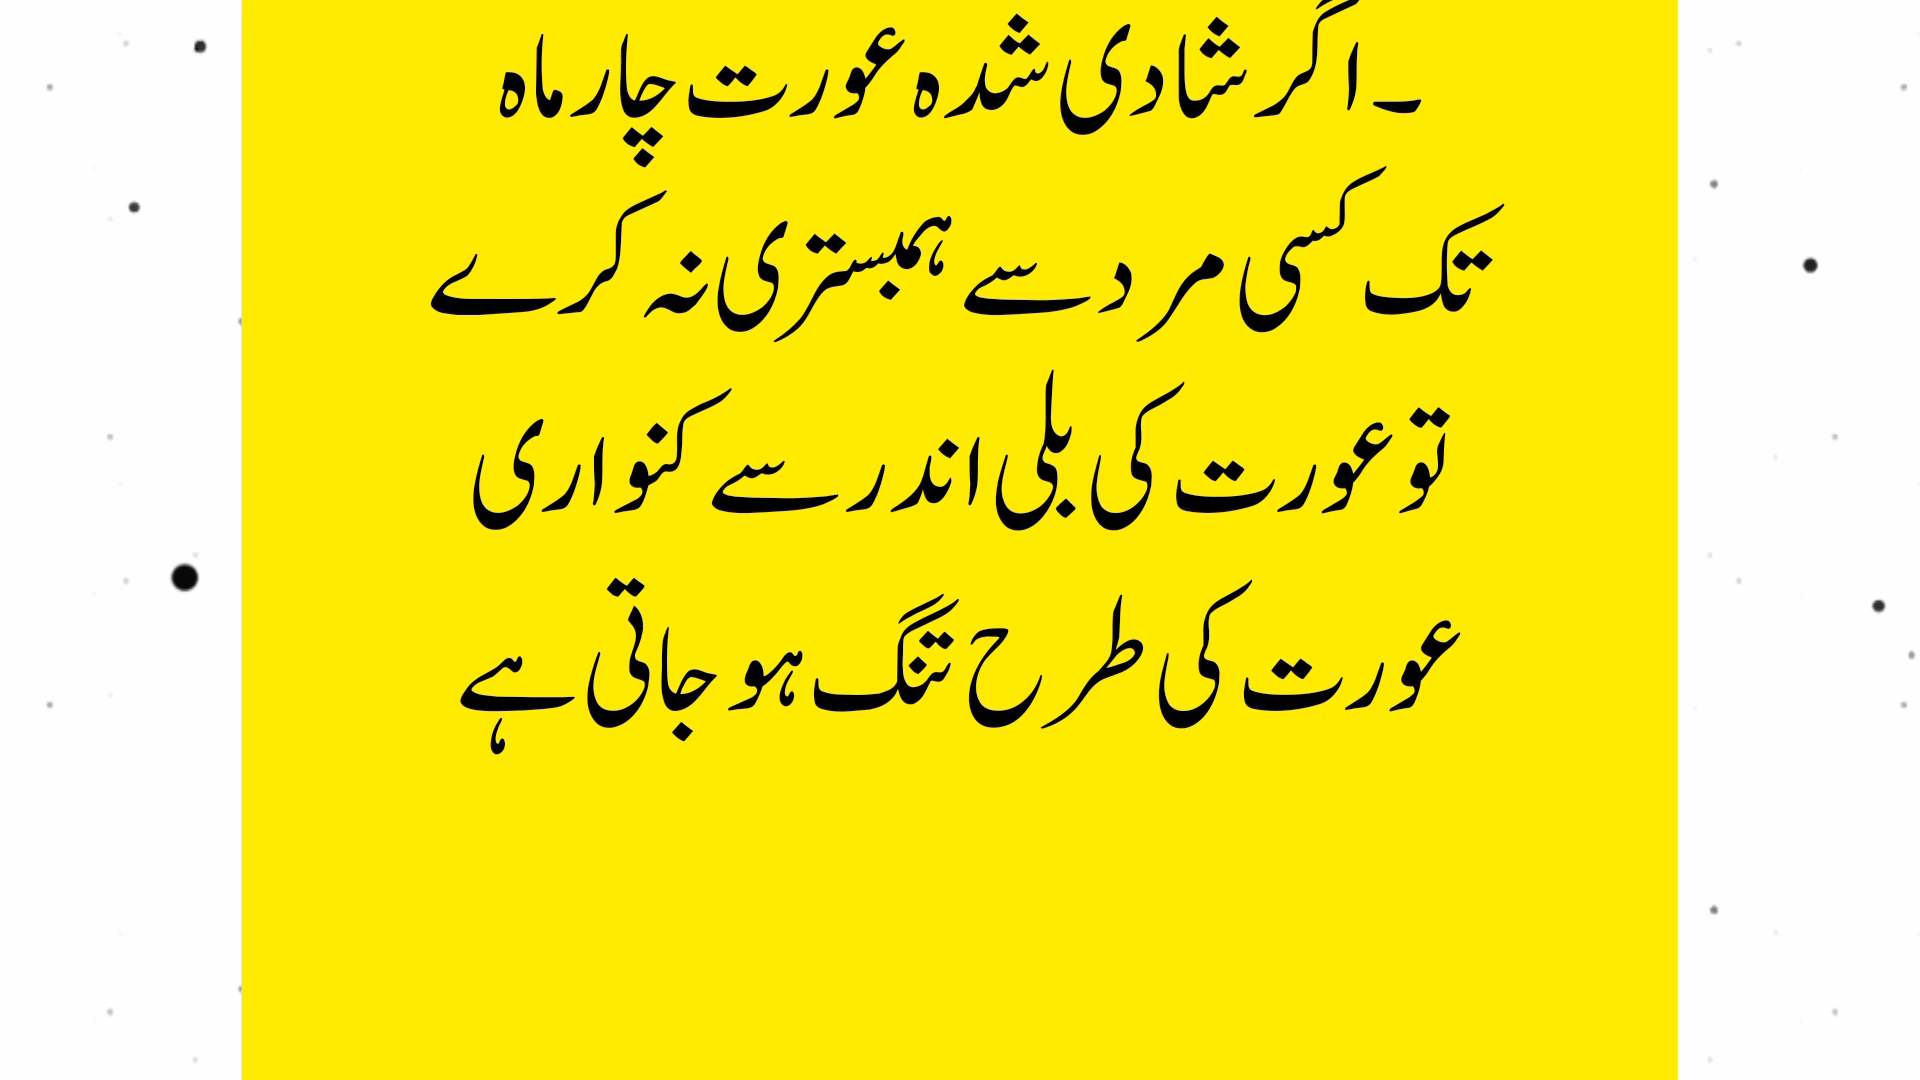 ۔اگر شادی شدہ عورت چار ماہ
تک کسی مرد سے ہمبستری نہ کرے
تو عورت کی بلی اندر سے کنواری
عورت کی طرح تنگ ہو جاتی ہے